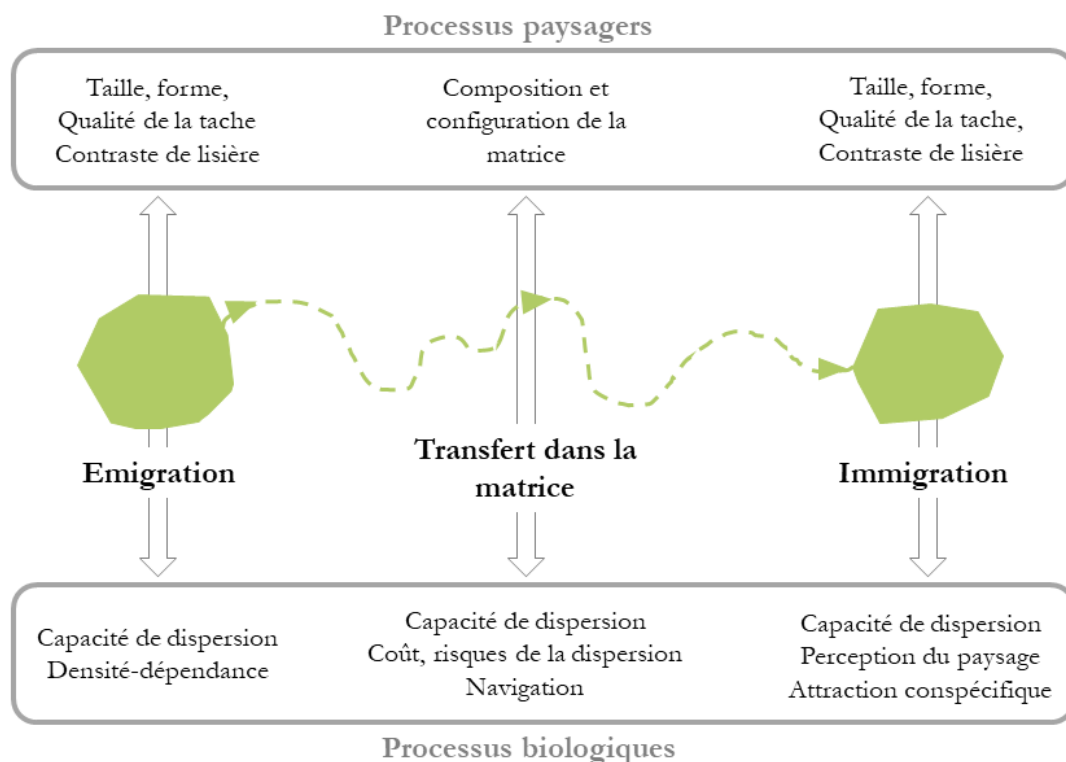 Processus paysagers
Taille, forme,
Qualité de la tache
Contraste de lisière
Composition et
configuration de la
matrice
Taille, forme,
Qualité de la tache,
Contraste de lisière
Emigration
Transfert dans la
matrice
Immigration
Capacité de dispersion
Densité-dépendance
Capacité de dispersion
Coût, risques de la dispersion
Navigation
Capacité de dispersion
Perception du paysage
Attraction conspécifique
Processus biologiques